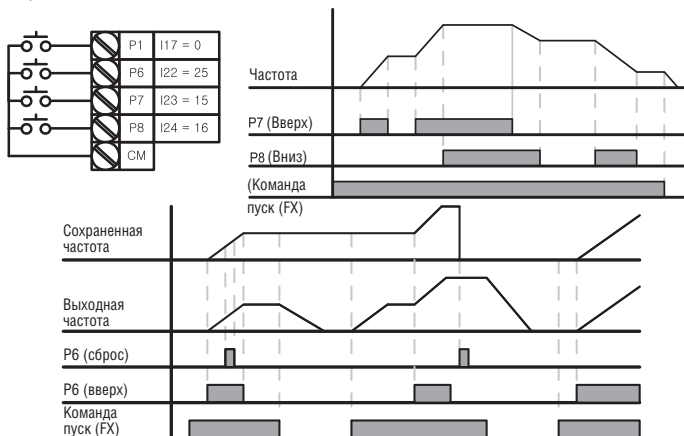 P1 I17 = 0
P6 I22 = 25
P7 I23 = 15
P8 I24 = 16
CM
Частота
P7 (Вверх)
P8 (Вниз)
(Команда
пуск (FX)
Сохраненная
частота
Выходная
частота
P6 (сброс)
P6 (вверх)
Команда
пуск (FX)